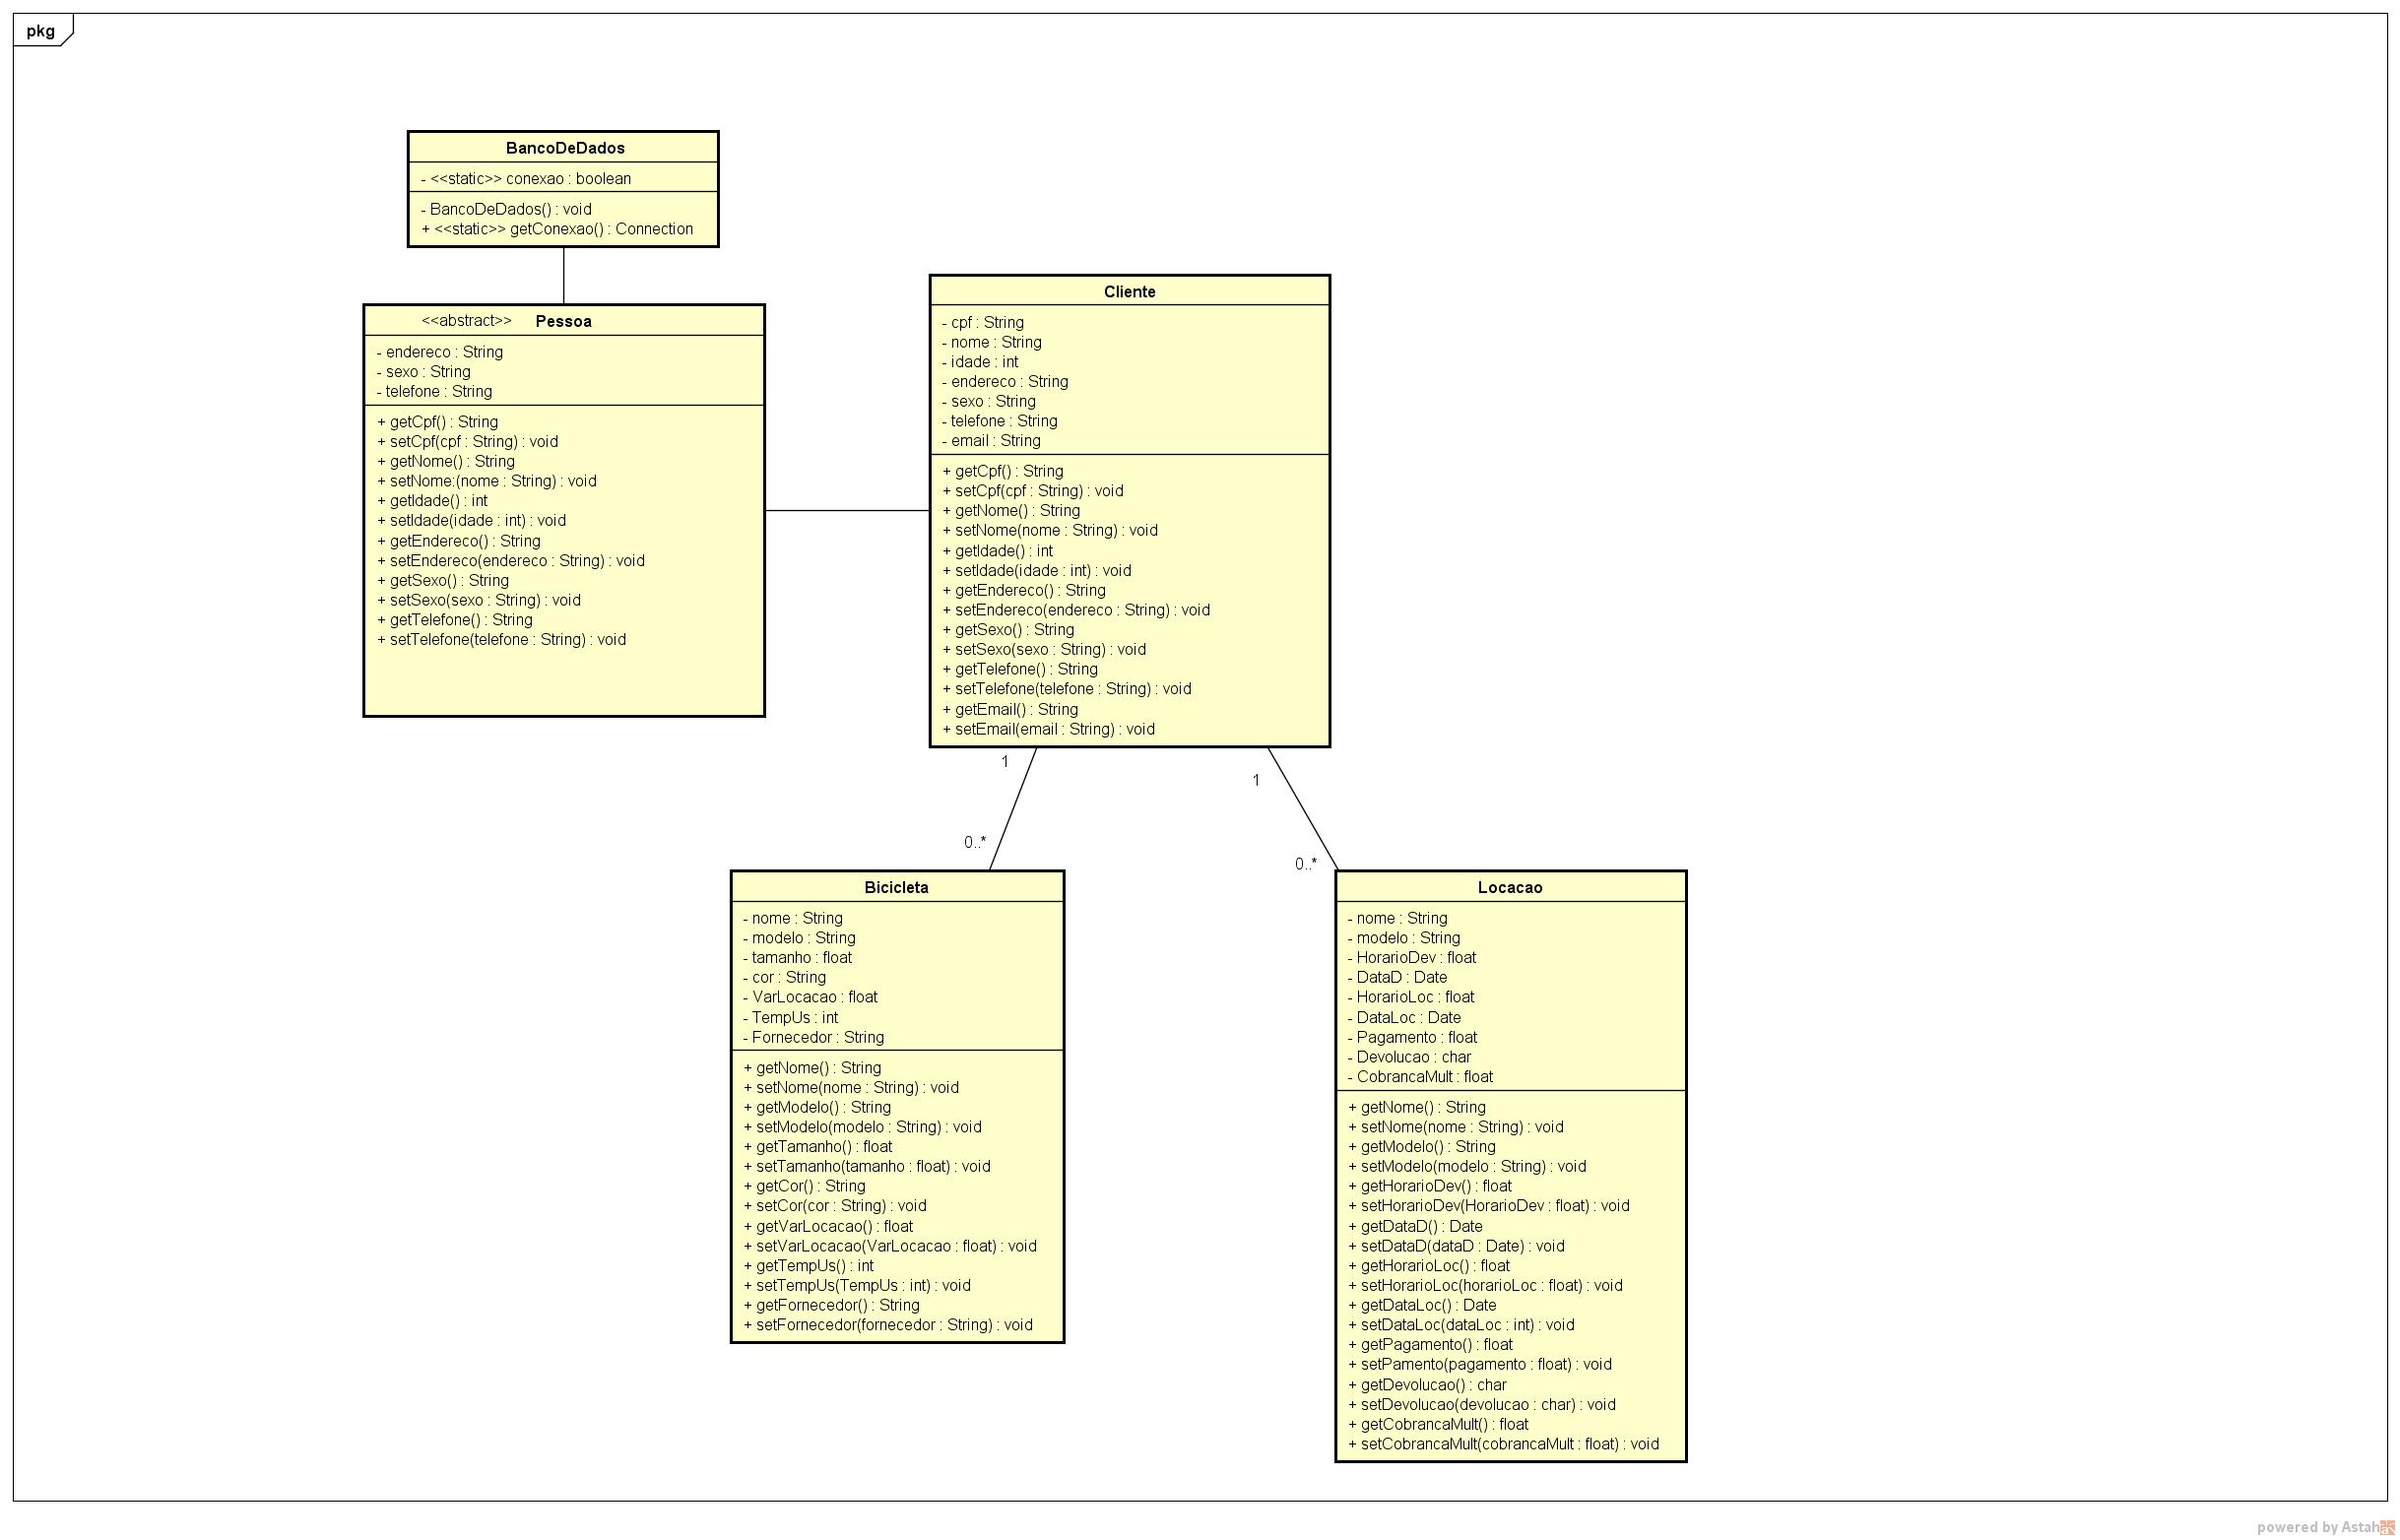 pkg
BancoDeDados
- <<static>> conexao : boolean
- BancoDeDados() : void
+ <<static>> getConexao() : Connection
<<abstract>> Pessoa
- endereco : String
- sexo : String
- telefone : String
+ getCpf() : String
+ setCpf(cpf : String) : void
+ getNome() : String
+ setNome:(nome : String) : void
+ getIdade() : int
+ setIdade(idade : int) : void
+ getEndereco() : String
+ setEndereco(endereco : String) : void
+ getSexo() : String
+ setSexo(sexo : String) : void
+ getTelefone() : String
+ setTelefone(telefone : String) : void
Cliente
- cpf : String
- nome : String
- idade : int
- endereco : String
- sexo : String
- telefone : String
- email : String
+ getCpf() : String
+ setCpf(cpf : String) : void
+ getNome() : String
+ setNome(nome : String) : void
+ getIdade() : int
+ setIdade(idade : int) : void
+ getEndereco() : String
+ setEndereco(endereco : String) : void
+ getSexo() : String
+ setSexo(sexo : String) : void
+ getTelefone() : String
+ setTelefone(telefone : String) : void
+ getEmail() : String
+ setEmail(email : String) : void
1
0..*
1
0..*
Bicicleta
- nome : String
- modelo : String
- tamanho : float
- cor : String
- VarLocacao : float
- TempUs : int
- Fornecedor : String
+ getNome() : String
+ setNome(nome : String) : void
+ getModelo() : String
+ setModelo(modelo : String) : void
+ getTamanho() : float
+ setTamanho(tamanho : float) : void
+ getCor() : String
+ setCor(cor : String) : void
+ getVarLocacao() : float
+ setVarLocacao(VarLocacao : float) : void
+ getTempUs() : int
+ setTempUs(TempUs : int) : void
+ getFornecedor() : String
+ setFornecedor(fornecedor : String) : void
Locacao
- nome : String
- modelo : String
- HorarioDev : float
- DataD : Date
- HorarioLoc : float
- DataLoc : Date
- Pagamento : float
- Devolucao : char
- CobrancaMult : float
+ getNome() : String
+ setNome(nome : String) : void
+ getModelo() : String
+ setModelo(modelo : String) : void
+ getHorarioDev() : float
+ setHorarioDev(HorarioDev : float) : void
+ getDataD() : Date
+ setDataD(dataD : Date) : void
+ getHorarioLoc() : float
+ setHorarioLoc(horarioLoc : float) : void
+ getDataLoc() : Date
+ setDataLoc(dataLoc : int) : void
+ getPagamento() : float
+ setPamento(pagamento : float) : void
+ getDevolucao() : char
+ setDevolucao(devolucao : char) : void
+ getCobrancaMult() : float
+ setCobrancaMult(cobrancaMult : float) : void
powered by Astah